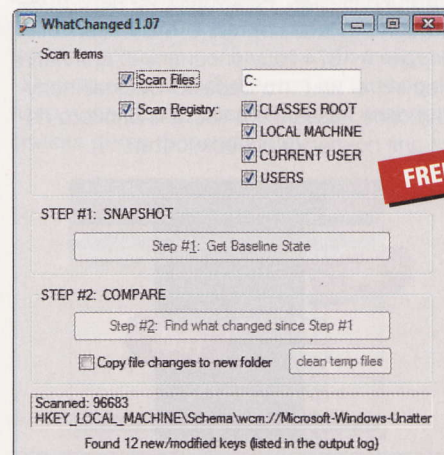 WhatChanged 1.07
Scan Items
Scan Files: C:
Scan Registry: CLASSES ROOT
LOCAL MACHINE
CURRENT USER
USERS
FREE
STEP #1: SNAPSHOT
Step #1: Get Baseline State
STEP #2: COMPARE
Step #2: Find what changed since Step #1
Copy file changes to new folder clean temp files
Scanned: 96683
HKEY_LOCAL_MACHINE\Schema\wcm://Microsoft-Windows-Unatter
Found 12 new/modified keys (listed in the output log)